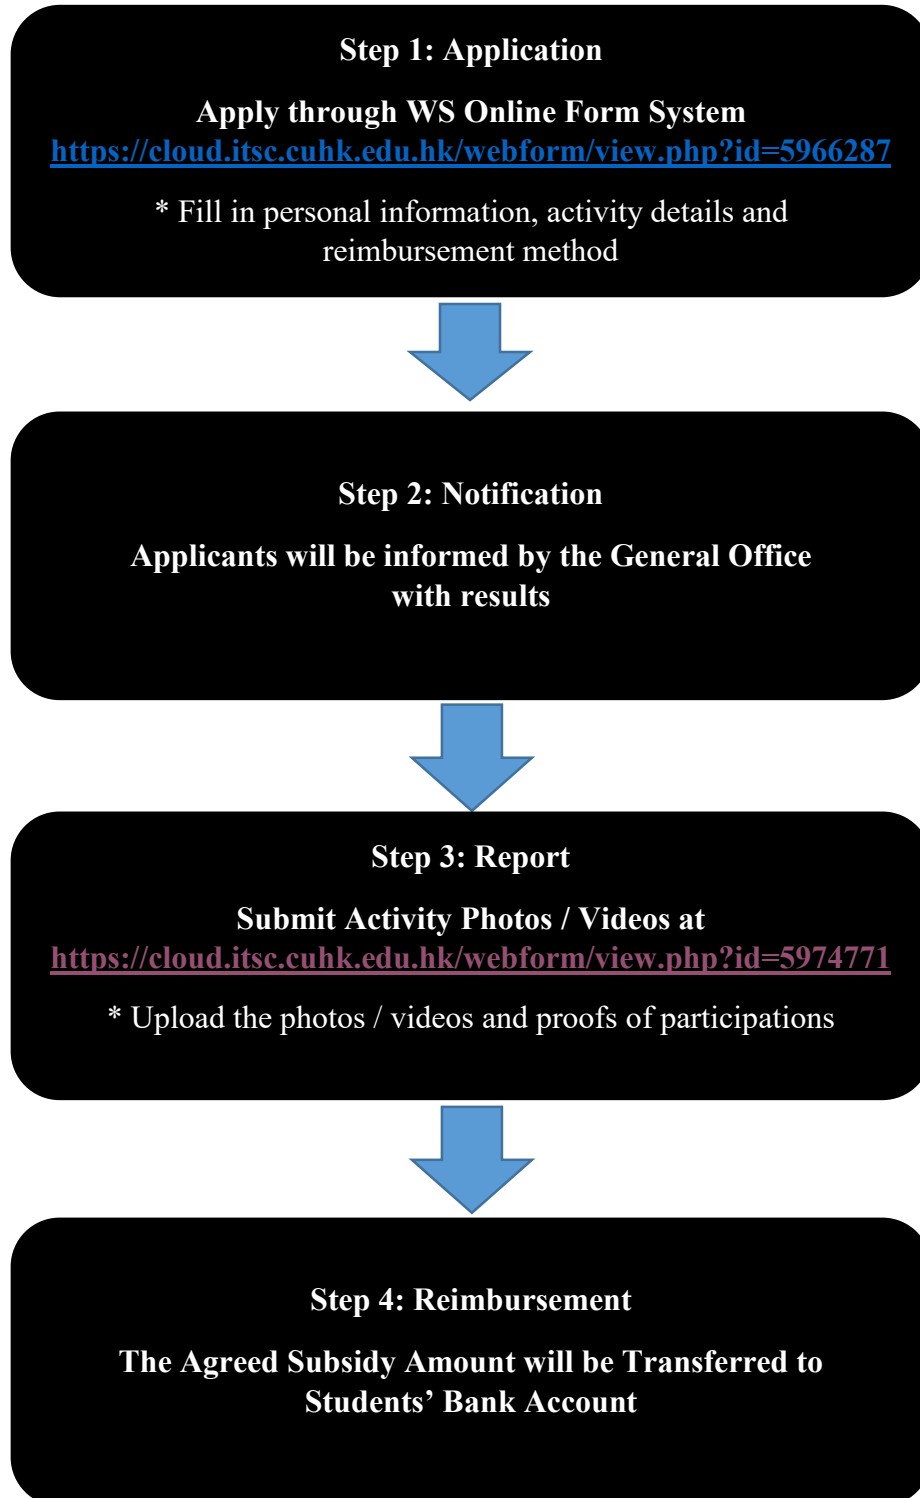 Step 1: Application
Apply through WS Online Form System
https://cloud.itsc.cuhk.edu.hk/webform/view.php?id=5966287
* Fill in personal information, activity details and
reimbursement method
Step 2: Notification
Applicants will be informed by the General Office
with results
Step 3: Report
Submit Activity Photos / Videos at
https://cloud.itsc.cuhk.edu.hk/webform/view.php?id=5974771
* Upload the photos / videos and proofs of participations
Step 4: Reimbursement
The Agreed Subsidy Amount will be Transferred to
Students’ Bank Account